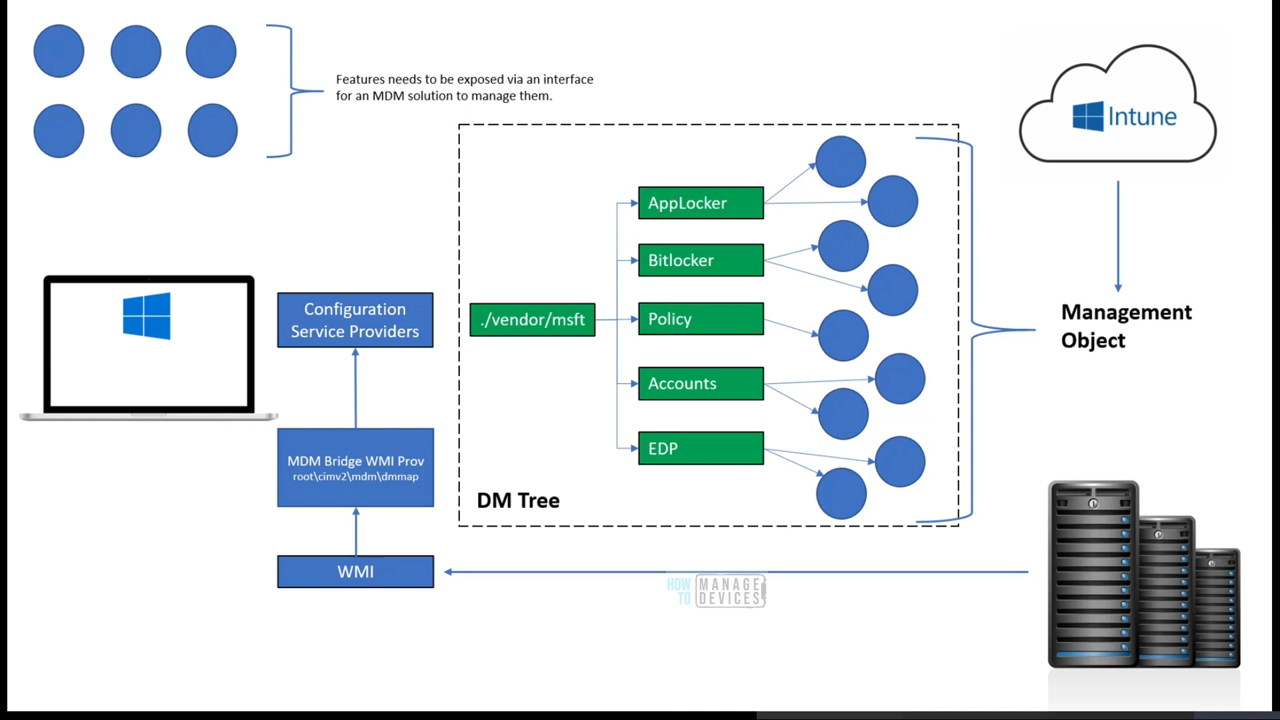 Features needs to be exposed via an interface
for an MDM solution to manage them.
Intune
AppLocker
Bitlocker
Configuration
Service Providers
./vendor/msft
Policy
Management
Object
Accounts
EDP
MDM Bridge WMI Prov
root\cimv2\mdm\dmmap
DM Tree
WMI
HOW
TO
MANAGE
DEVICES